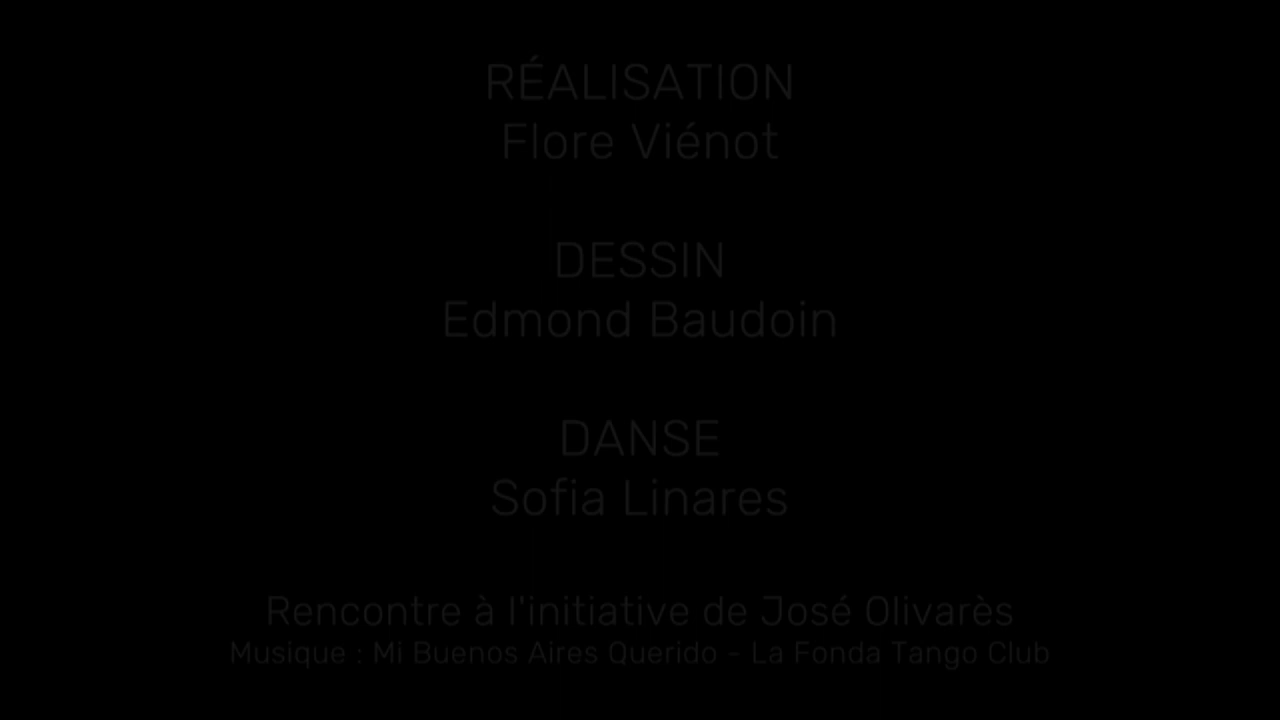 RÉALISATION
Flore Viénot
DESSIN
Edmond Baudoin
DANSE
Sofia Linares
Rencontre à l'initiative de José Olivarès
Musique : Mi Buenos Aires Querido - La Fonda Tango Club